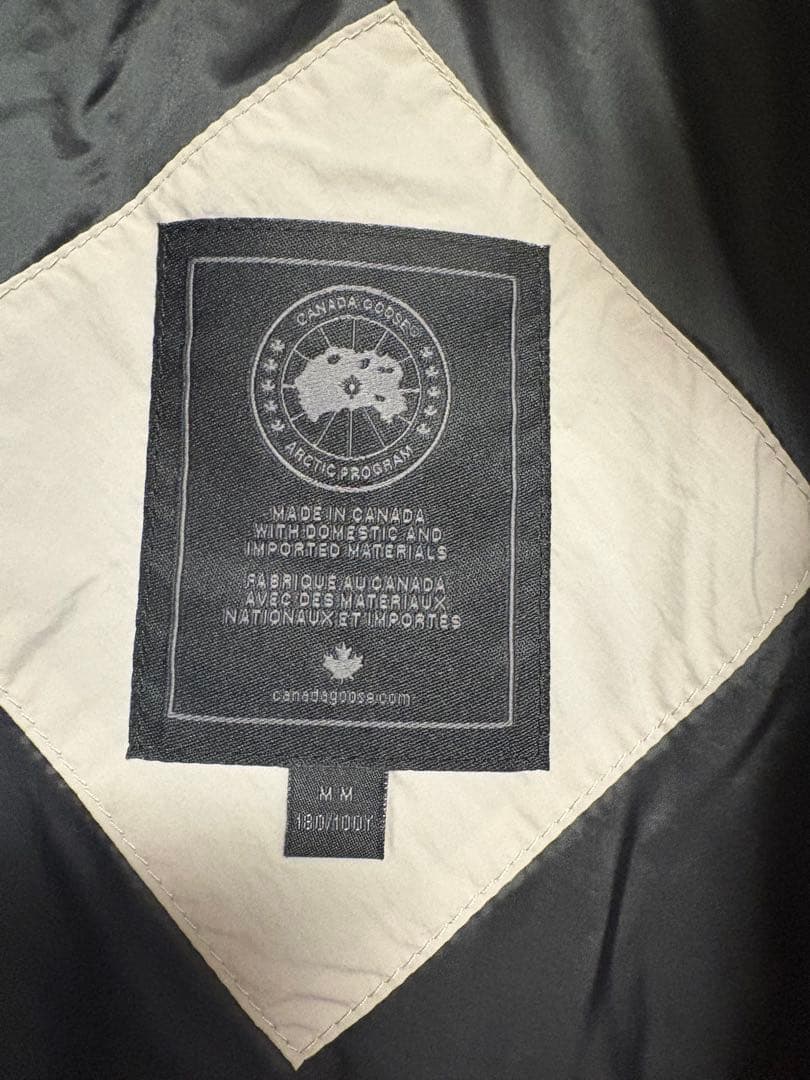 CANADA GOOSE®
ARCTIC PROGRAM
MADE IN CANADA
WITH DOMESTIC AND
IMPORTED MATERIALS
FABRIQUE AU CANADA
AVEC DES MATERIAUX
NATIONAUX ET IMPORTES
canadagoose.com
M M
180/100Y